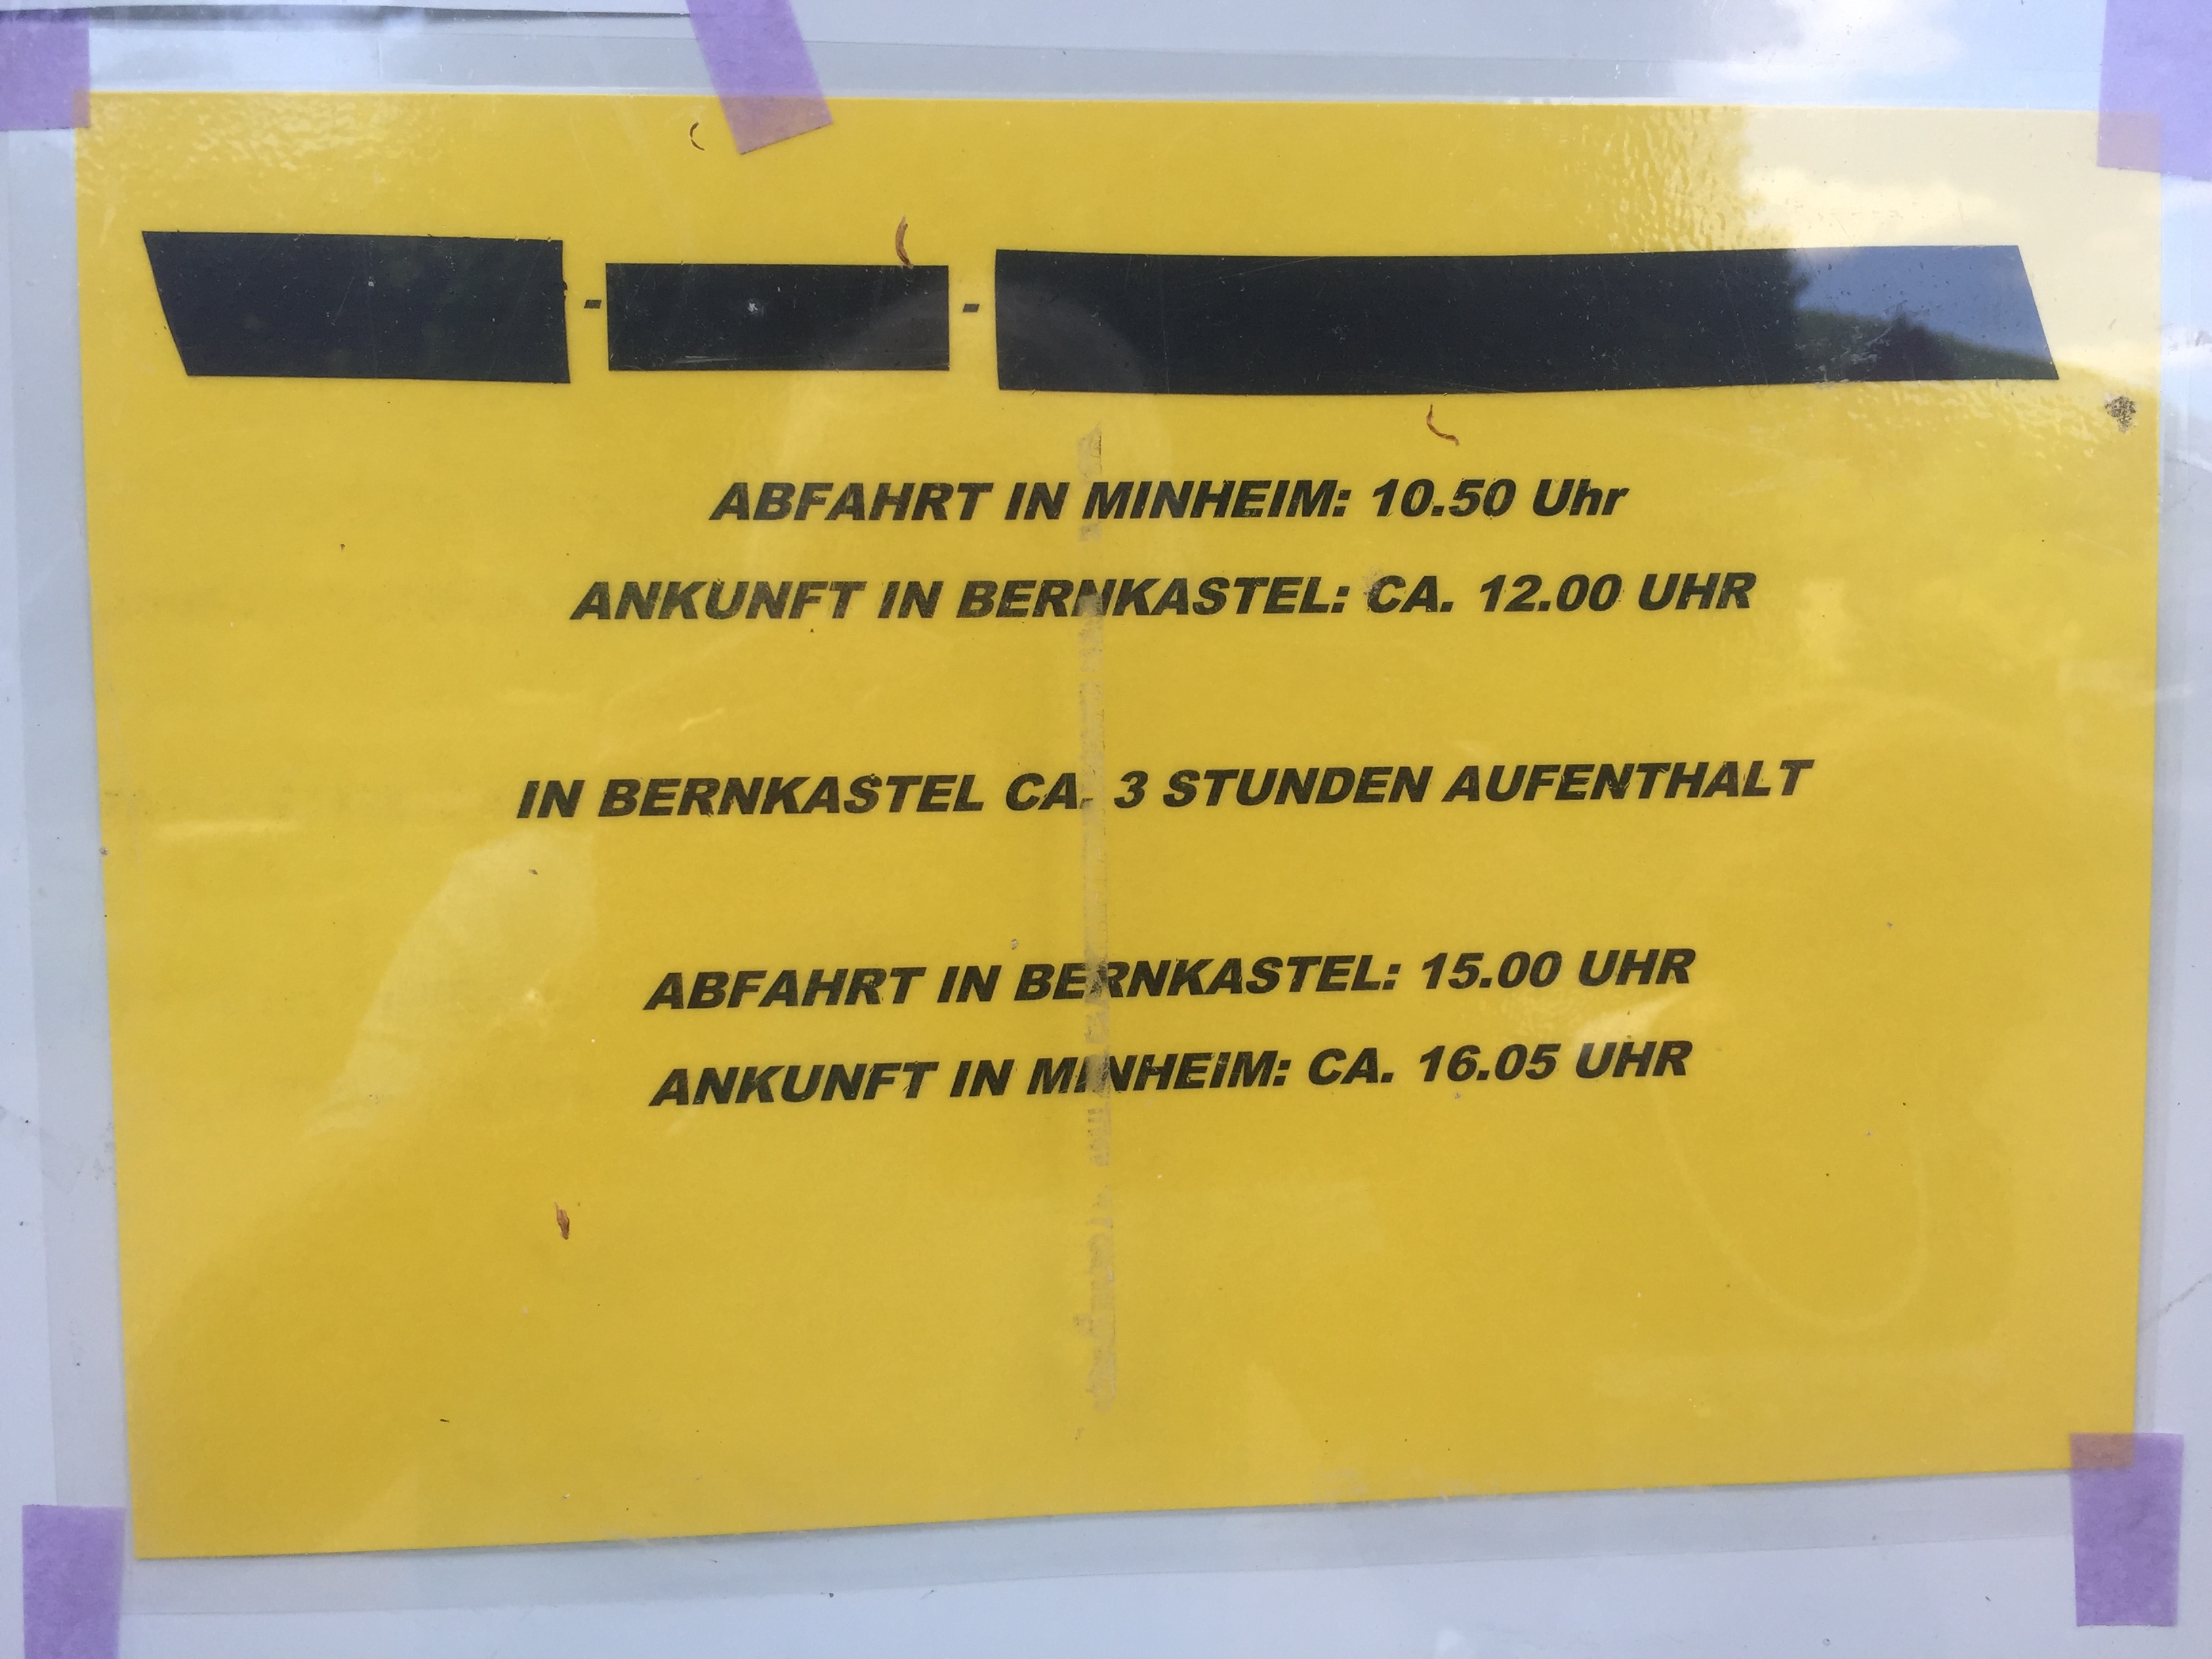 ABFAHRT IN MINHEIM: 10.50 Uhr
ANKUNFT IN BERNKASTEL: CA. 12.00 UHR
IN BERNKASTEL CA. 3 STUNDEN AUFENTHALT
ABFAHRT IN BERNKASTEL: 15.00 UHR
ANKUNFT IN MINHEIM: CA. 16.05 UHR